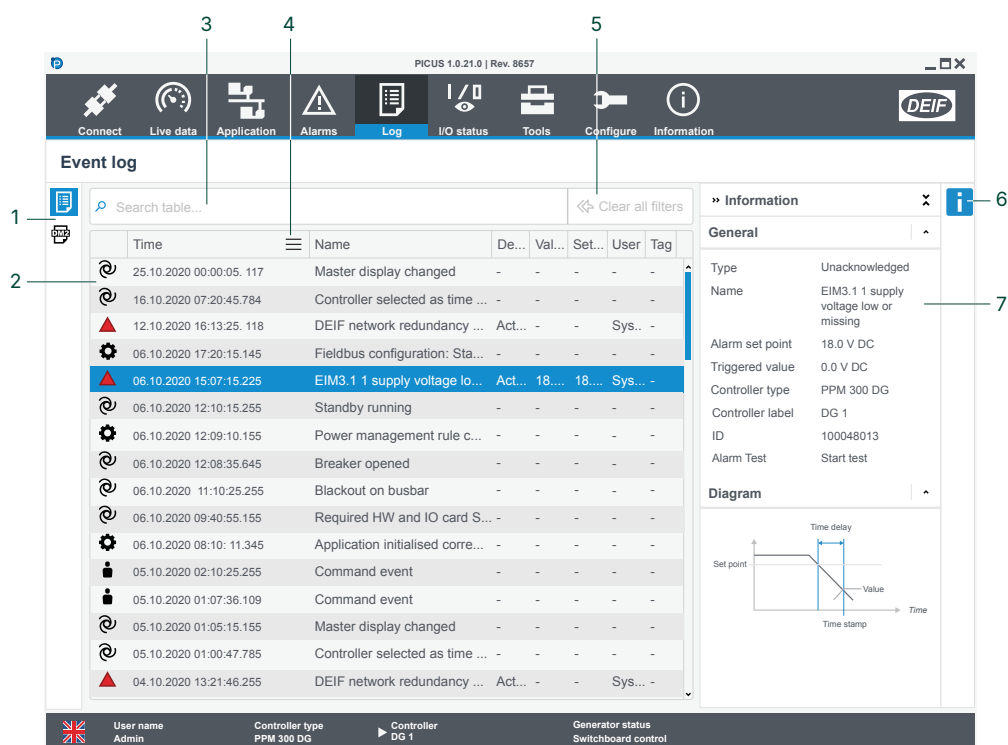 3 4 5
PICUS 1.0.21.0 | Rev. 8657
Connect Live data Application Alarms Log I/O status Tools Configure Information
DEIF
Event log
Search table...
Clear all filters
1
2
Time Name De... Val... Set... User Tag
25.10.2020 00:00:05. 117 Master display changed - - - - -
16.10.2020 07:20:45.784 Controller selected as time ... - - - - -
12.10.2020 16:13:25. 118 DEIF network redundancy ... Act... - - Sys.. -
06.10.2020 17:20:15.145 Fieldbus configuration: Sta... - - - - -
06.10.2020 15:07:15.225 EIM3.1 1 supply voltage lo... Act... 18.... 18.... Sys... -
06.10.2020 12:10:15.255 Standby running - - - - -
06.10.2020 12:09:10.155 Power management rule c... - - - - -
06.10.2020 12:08:35.645 Breaker opened - - - - -
06.10.2020 11:10:25.255 Blackout on busbar - - - - -
06.10.2020 09:40:55.155 Required HW and IO card S... - - - - -
06.10.2020 08:10: 11.345 Application initialised corre... - - - - -
05.10.2020 02:10:25.255 Command event - - - - -
05.10.2020 01:07:36.109 Command event - - - - -
05.10.2020 01:05:15.155 Master display changed - - - - -
05.10.2020 01:00:47.785 Controller selected as time ... - - - - -
04.10.2020 13:21:46.255 DEIF network redundancy ... Act... - - Sys... -
›› Information
i
6
General
7
Type Unacknowledged
Name EIM3.1 1 supply
voltage low or
missing
Alarm set point 18.0 V DC
Triggered value 0.0 V DC
Controller type PPM 300 DG
Controller label DG 1
ID 100048013
Alarm Test Start test
Diagram
Time delay
Set point
Value
Time
Time stamp
User name Controller type Controller Generator status
Admin PPM 300 DG DG 1 Switchboard control